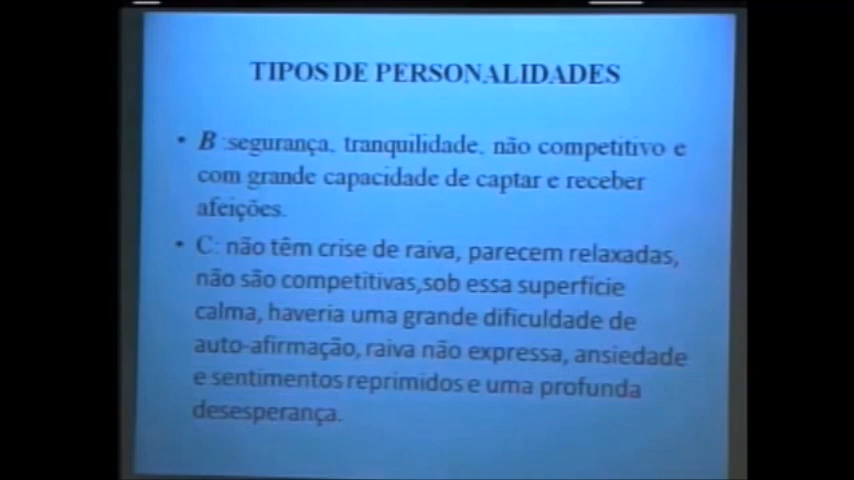 TIPOS DE PERSONALIDADES
• B :segurança, tranquilidade, não competitivo e
com grande capacidade de captar e receber
afeições.
• C: não têm crise de raiva, parecem relaxadas,
não são competitivas,sob essa superfície
calma, haveria uma grande dificuldade de
auto-afirmação, raiva não expressa, ansiedade
e sentimentos reprimidos e uma profunda
desesperança.